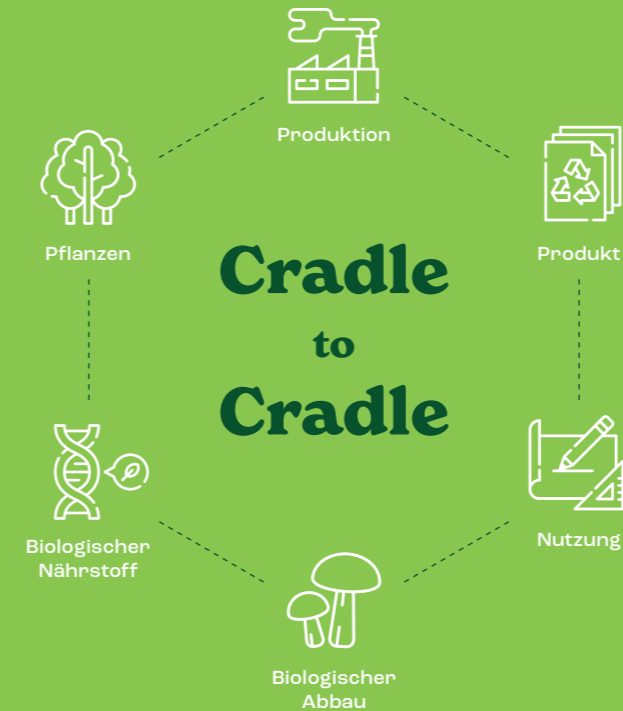 Produktion
Pflanzen
Produkt
Cradle
to
Cradle
Biologischer
Nährstoff
Nutzung
Biologischer
Abbau